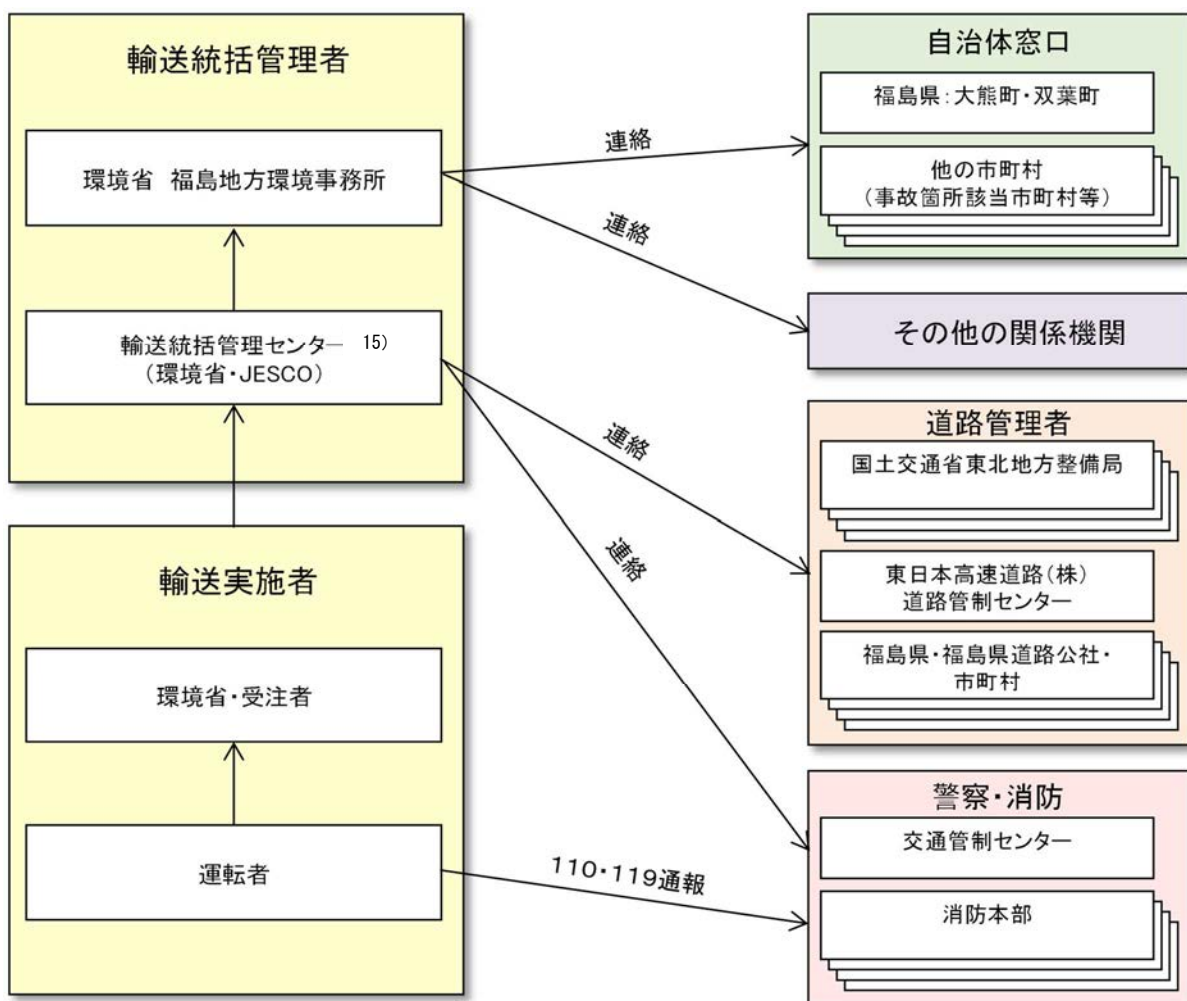 輸送統括管理者
環境省 福島地方環境事務所
輸送統括管理センター 15)
(環境省・JESCO)
輸送実施者
環境省・受注者
運転者
連絡
連絡
連絡
連絡
110・119通報
自治体窓口
福島県:大熊町・双葉町
他の市町村
(事故箇所該当市町村等)
その他の関係機関
道路管理者
国土交通省東北地方整備局
東日本高速道路(株)
道路管制センター
福島県・福島県道路公社・
市町村
警察・消防
交通管制センター
消防本部